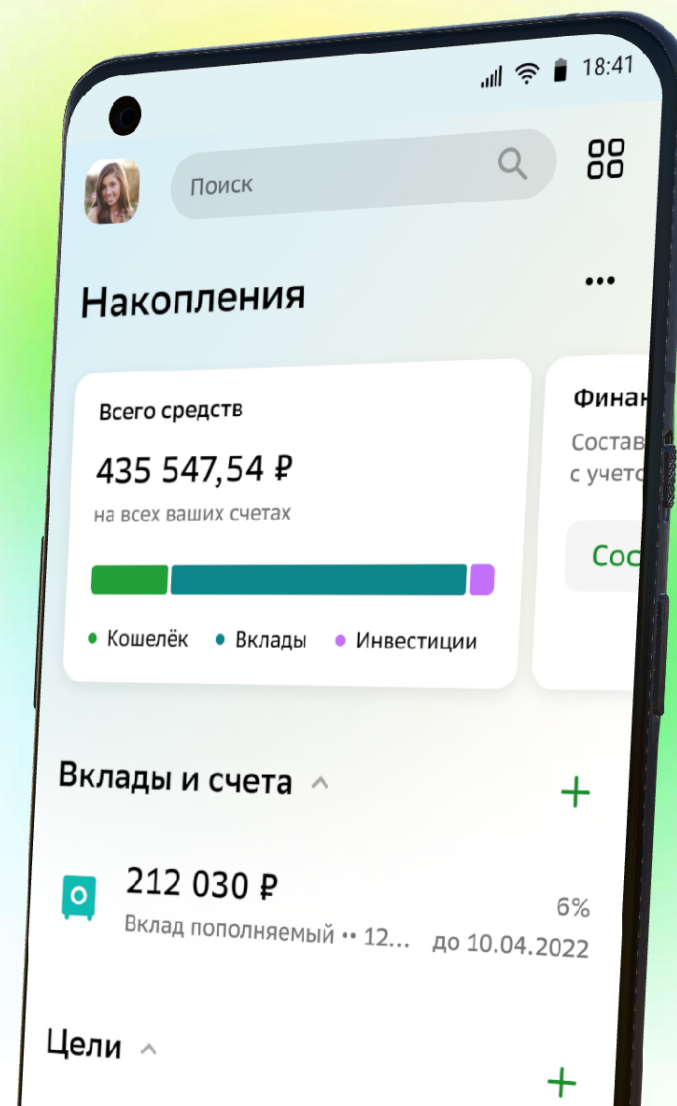 18:41
Поиск
Накопления
Всего средств
435 547,54 ₽
на всех ваших счетах
Кошелёк
Вклады
Инвестиции
Вклады и счета
212 030 ₽
6%
Вклад пополняемый •• 12... до 10.04.2022
Цели